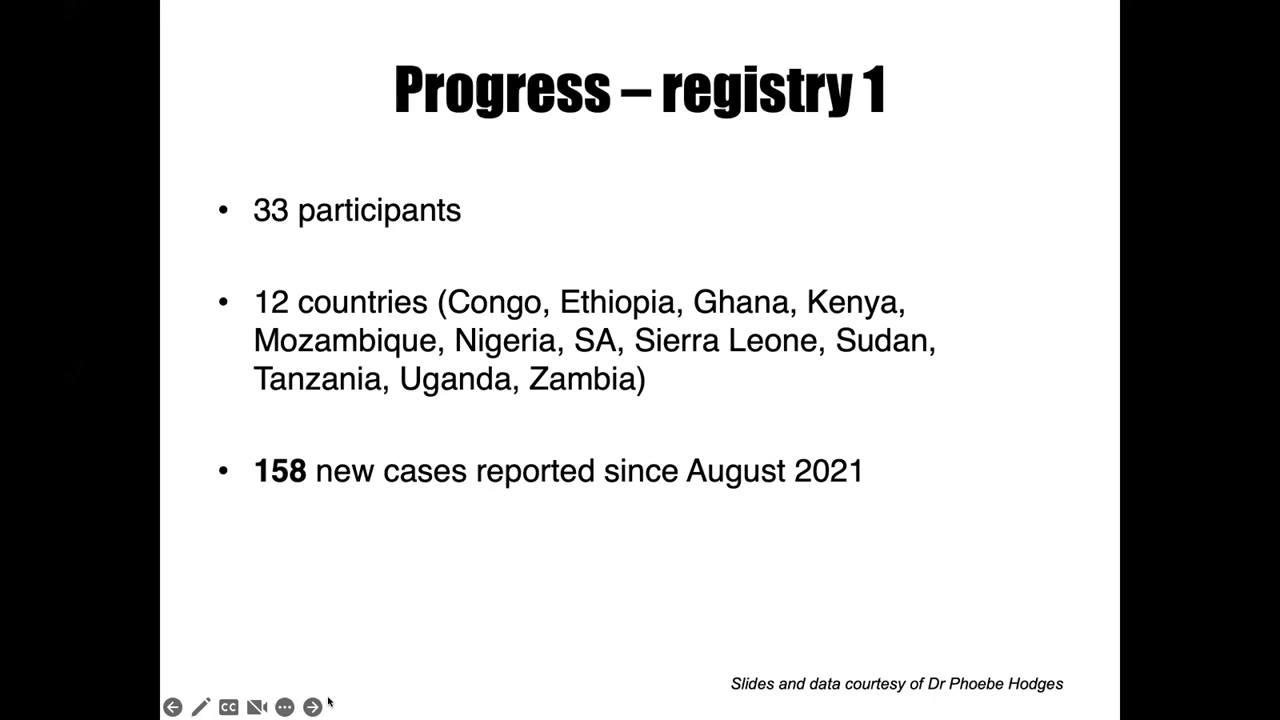 Progress – registry 1
• 33 participants
• 12 countries (Congo, Ethiopia, Ghana, Kenya,
Mozambique, Nigeria, SA, Sierra Leone, Sudan,
Tanzania, Uganda, Zambia)
• 158 new cases reported since August 2021
Slides and data courtesy of Dr Phoebe Hodges
CC